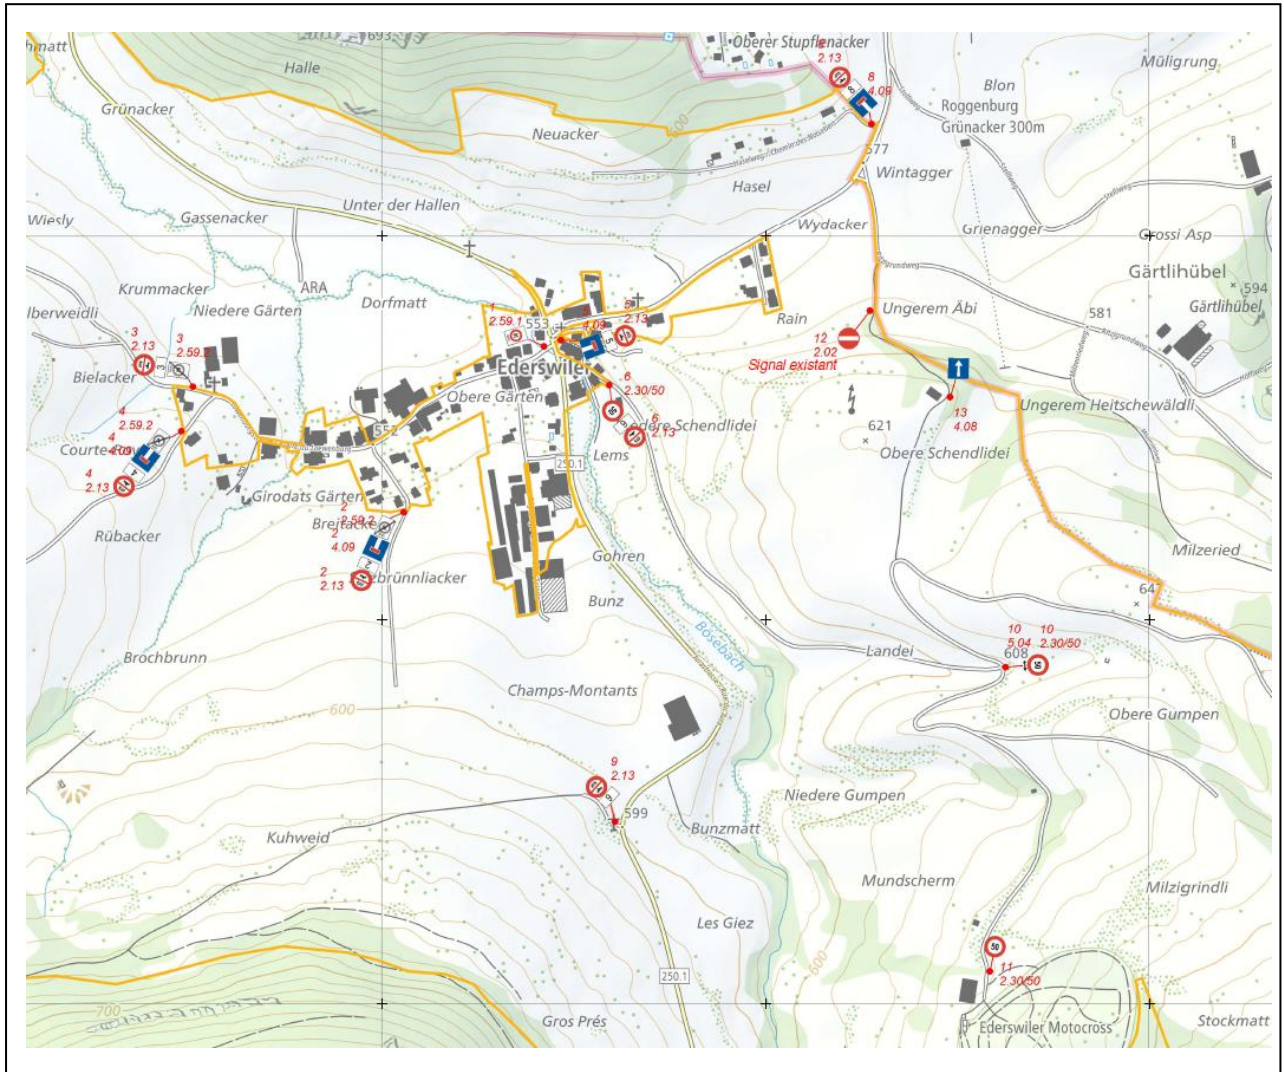 hmatt
693
Halle
Grünacker
Neuacker
Oberer Stupflenacker
2.13
8
4.09
Blon
Roggenburg
Grünacker 300m
Müligrung
577
Wintagger
Hasel
Wiesly
Gassenacker
Unter der Hallen
Wydacker
Grienagger
Grossi Asp
Gärtlihübel
594
Gärtlihübel
Krummacker
ARA
Niedere Gärten
Dorfmatt
lberweidli
1
2.59.1
553
4.09
5
2.13
Rain
Ungerem Äbi
581
12
2.02
Signal existant
3
2.13
3
2.59.2
Bielacker
Ederswiler
Obere Gärten
6
2.30/50
50
6
2.13
Ungerem Heitschewäldli
13
4.08
4
2.59.2
4
4.09
4
2.13
552
Lems
250.1
621
Obere Schendlidei
Girodats Gärten
2
2.59.2
2
4.09
2
2.13
Rübacker
Milzeried
Gohren
Bunz
Bösebach
647
Brochbrunn
Landei
10
5.04
10
2.30/50
608
50
Champs-Montants
600
Obere Gumpen
9
2.13
599
Niedere Gumpen
Kuhweid
Bunzmatt
Mundscherm
Milzigrindli
Les Giez
600
50
11
2.30/50
250.1
700
Gros Prés
Ederswiler Motocross
Stockmatt